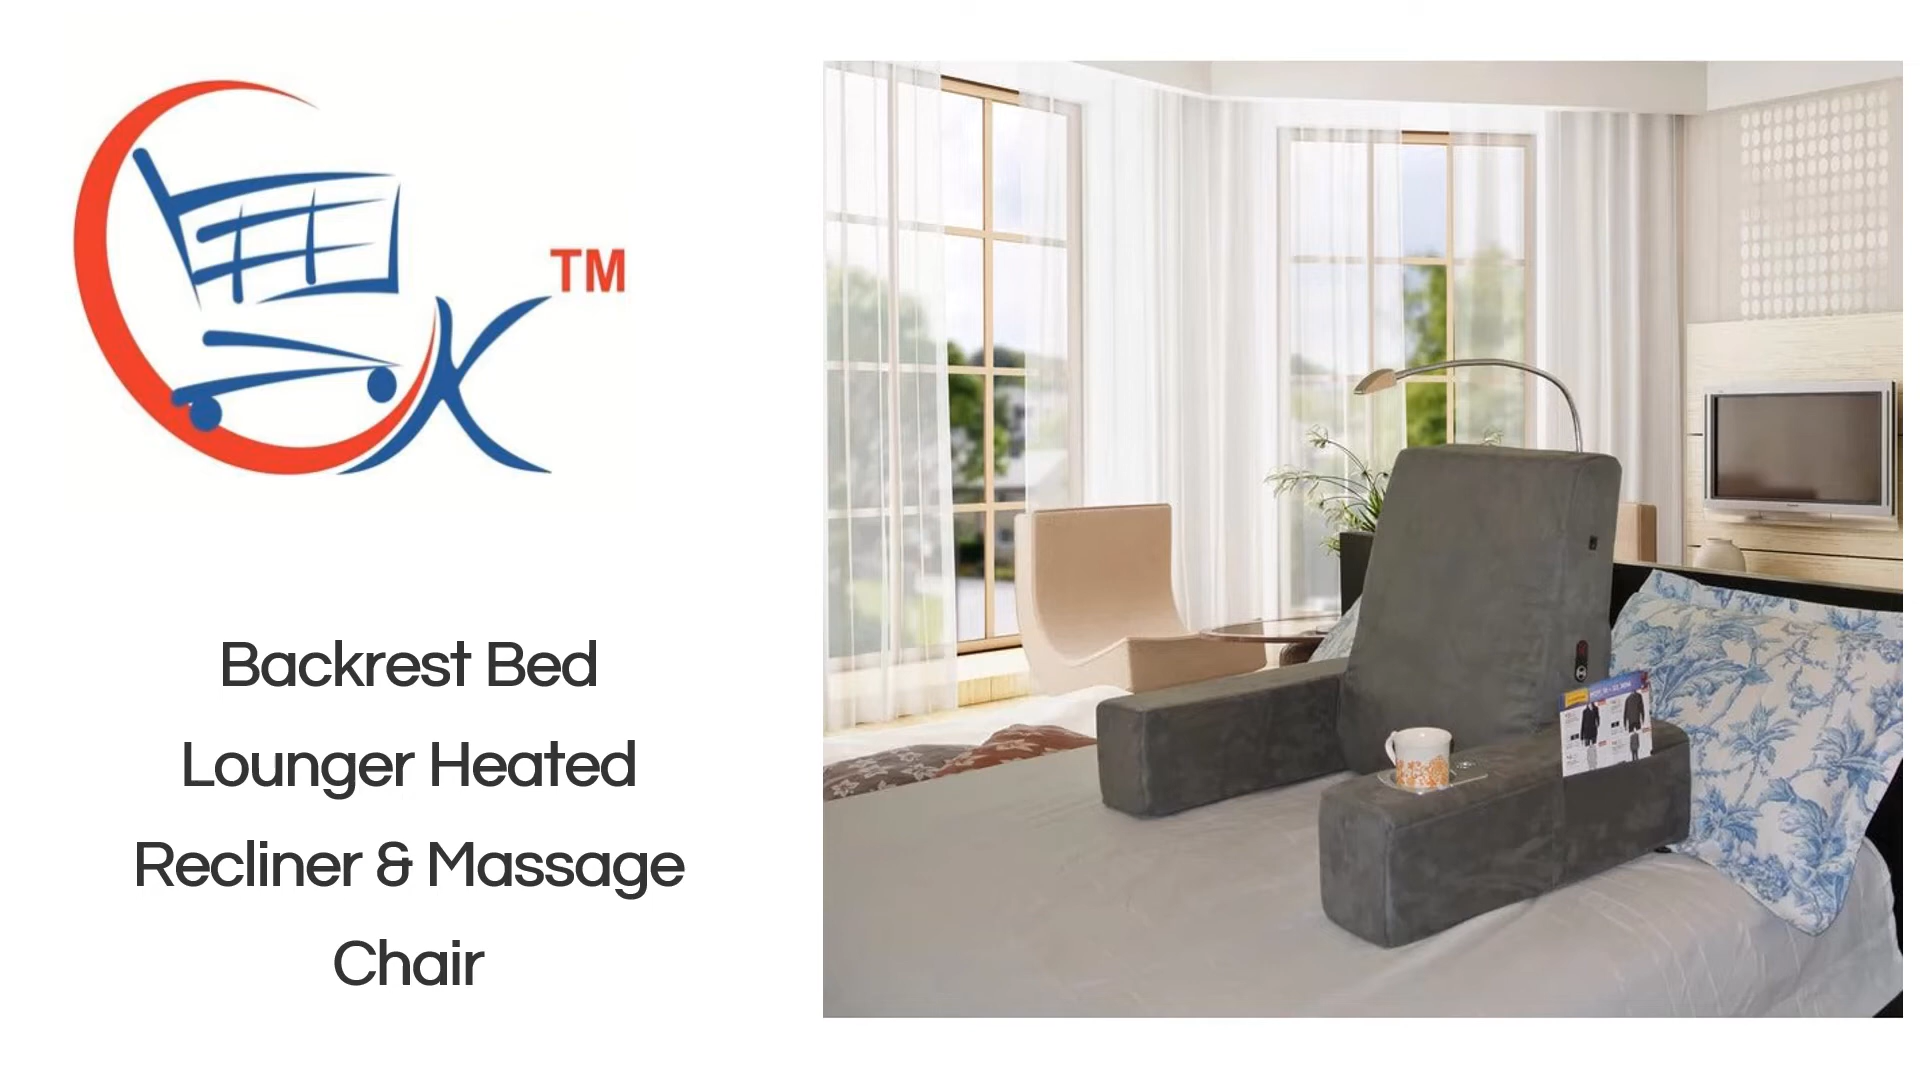 TM
K
Backrest Bed
Lounger Heated
Recliner & Massage
Chair